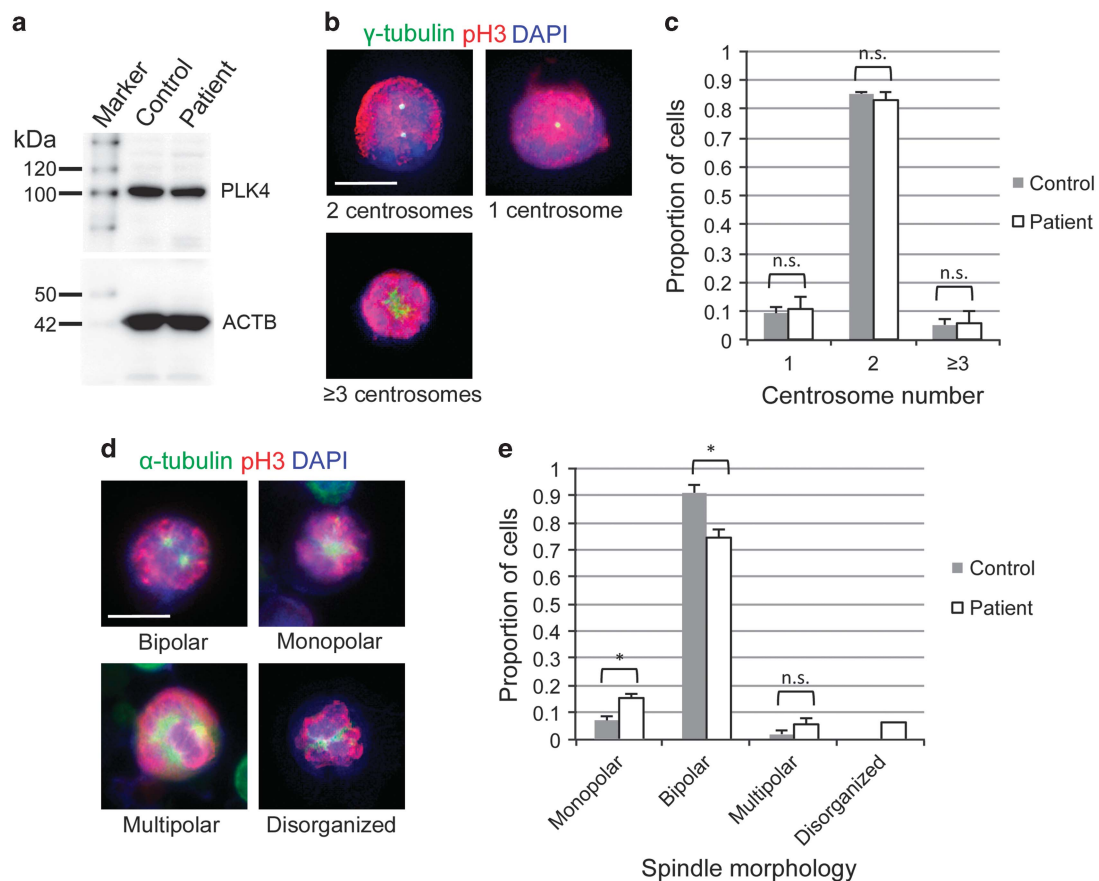 a
Marker
Control
Patient
kDa
120
100
PLK4
50
42
ACTB
b
γ-tubulin pH3 DAPI
2 centrosomes
1 centrosome
≥3 centrosomes
c
Proportion of cells
1
0.9
0.8
0.7
0.6
0.5
0.4
0.3
0.2
0.1
0
n.s.
n.s.
n.s.
1
2
≥3
Centrosome number
Control
Patient
d
α-tubulin pH3 DAPI
Bipolar
Monopolar
Multipolar
Disorganized
e
Proportion of cells
1
0.9
0.8
0.7
0.6
0.5
0.4
0.3
0.2
0.1
0
*
*
n.s.
Monopolar
Bipolar
Multipolar
Disorganized
Spindle morphology
Control
Patient